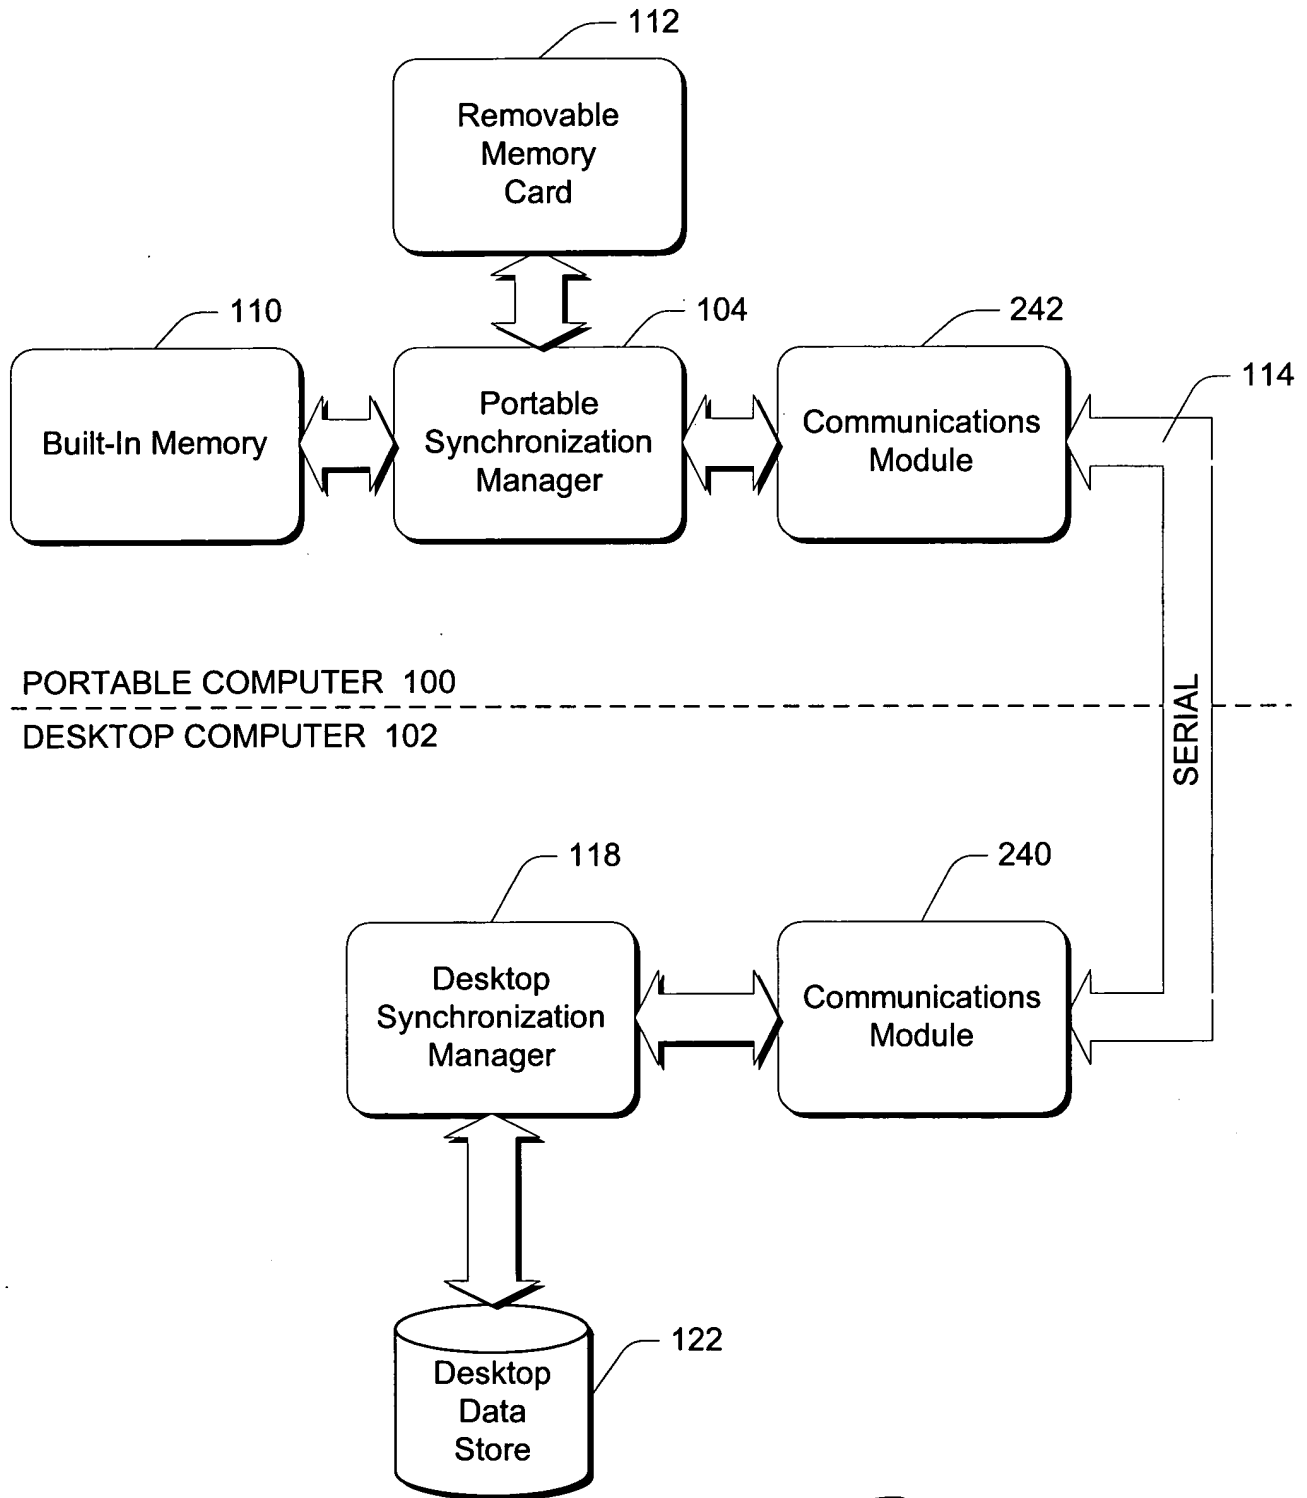 112
Removable
Memory
Card
110
104
242
114
Built-In Memory
Portable
Synchronization
Manager
Communications
Module
PORTABLE COMPUTER 100
DESKTOP COMPUTER 102
SERIAL
118
240
Desktop
Synchronization
Manager
Communications
Module
122
Desktop
Data
Store